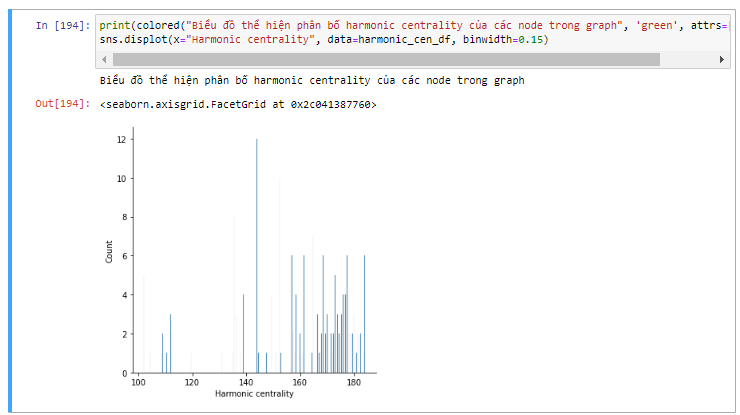 In [194]: print(colored("Biểu đồ thể hiện phân bố harmonic centrality của các node trong graph", 'green', attrs=
sns.displot(x="Harmonic centrality", data=harmonic_cen_df, binwidth=0.15)
Biểu đồ thể hiện phân bố harmonic centrality của các node trong graph
Out[194]: <seaborn.axisgrid.FacetGrid at 0x2c041387760>
12
10
8
6
4
2
0
Count
100 120 140 160 180
Harmonic centrality